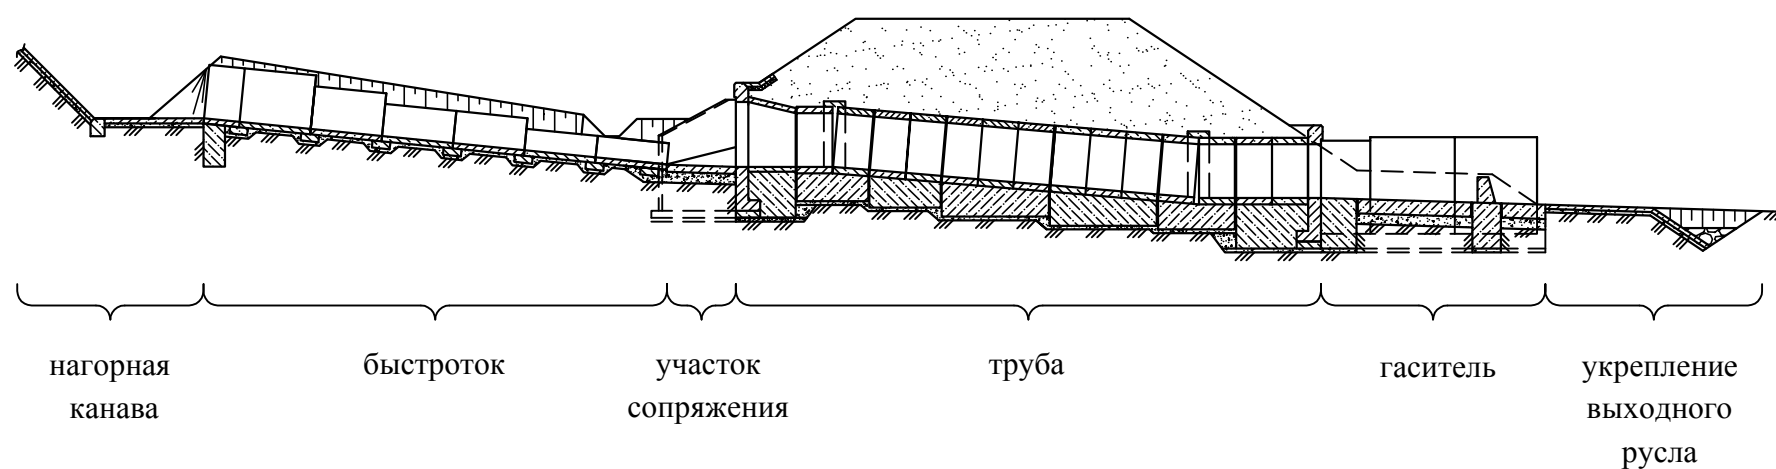 нагорная
канава
быстроток
участок
сопряжения
труба
гаситель
укрепление
выходного
русла